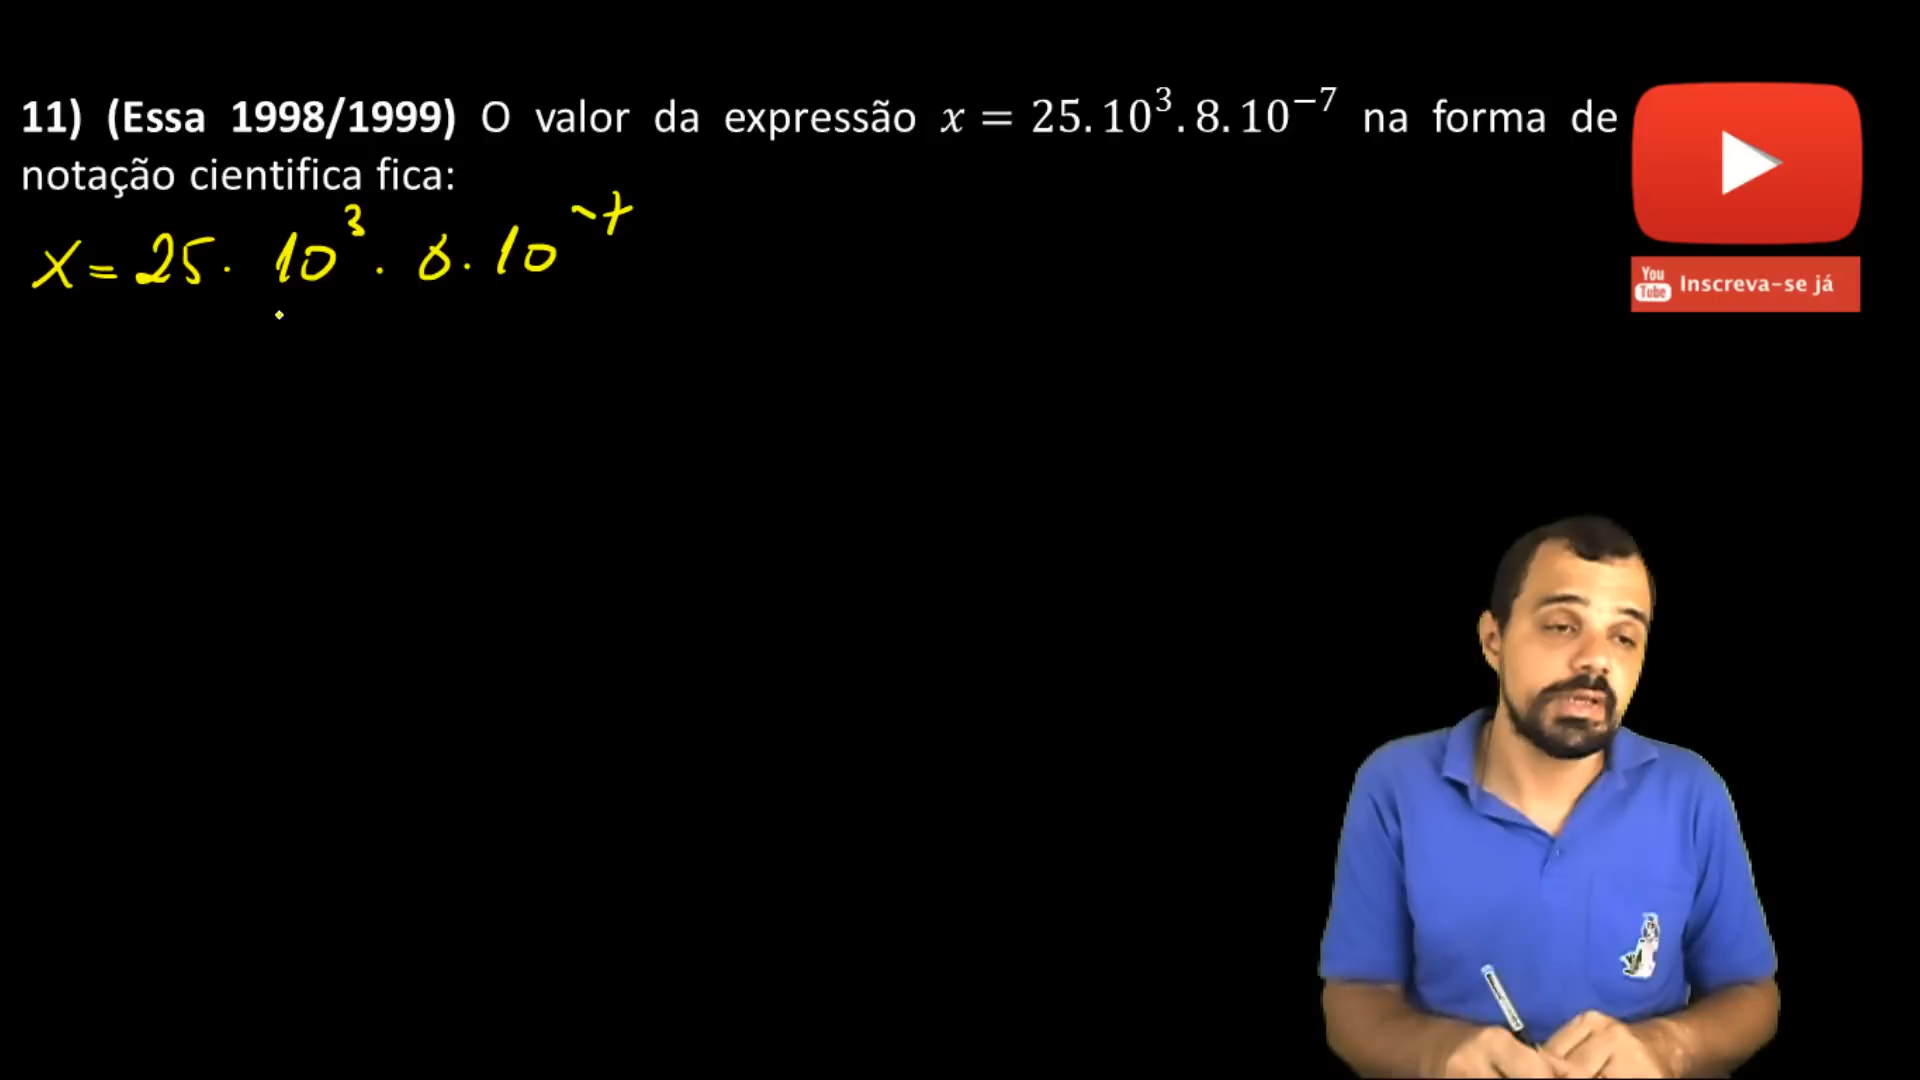 11) (Essa 1998/1999) O valor da expressão x = 25.10³.8.10⁻⁷ na forma de
notação cientifica fica:
X = 25 · 10³ · 8 · 10⁻⁷
You Tube Inscreva-se já